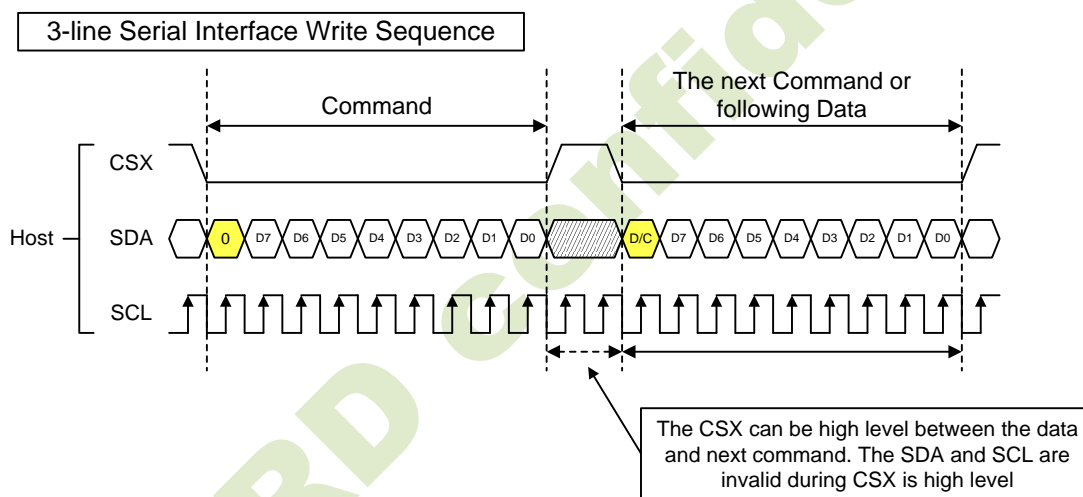 3-line Serial Interface Write Sequence
Command
The next Command or
following Data
CSX
Host
SDA
0 D7 D6 D5 D4 D3 D2 D1 D0 D/C D7 D6 D5 D4 D3 D2 D1 D0
SCL
The CSX can be high level between the data
and next command. The SDA and SCL are
invalid during CSX is high level